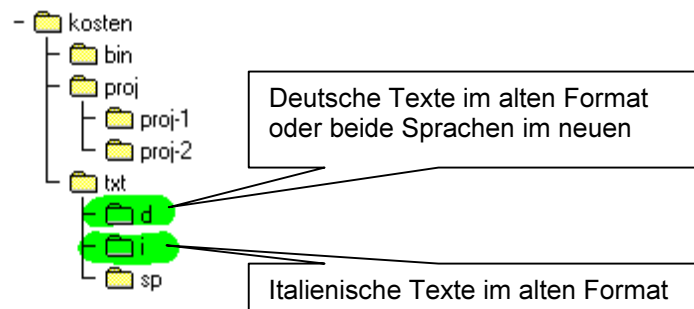 kosten
bin
proj
proj-1
proj-2
txt
d
i
sp
Deutsche Texte im alten Format
oder beide Sprachen im neuen
Italienische Texte im alten Format